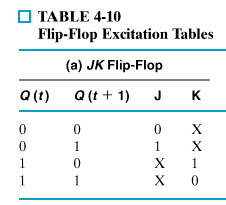 TABLE 4-10
Flip-Flop Excitation Tables
(a) JK Flip-Flop
Q (t) Q (t + 1) J K
0 0 0 X
0 1 1 X
1 0 X 1
1 1 X 0